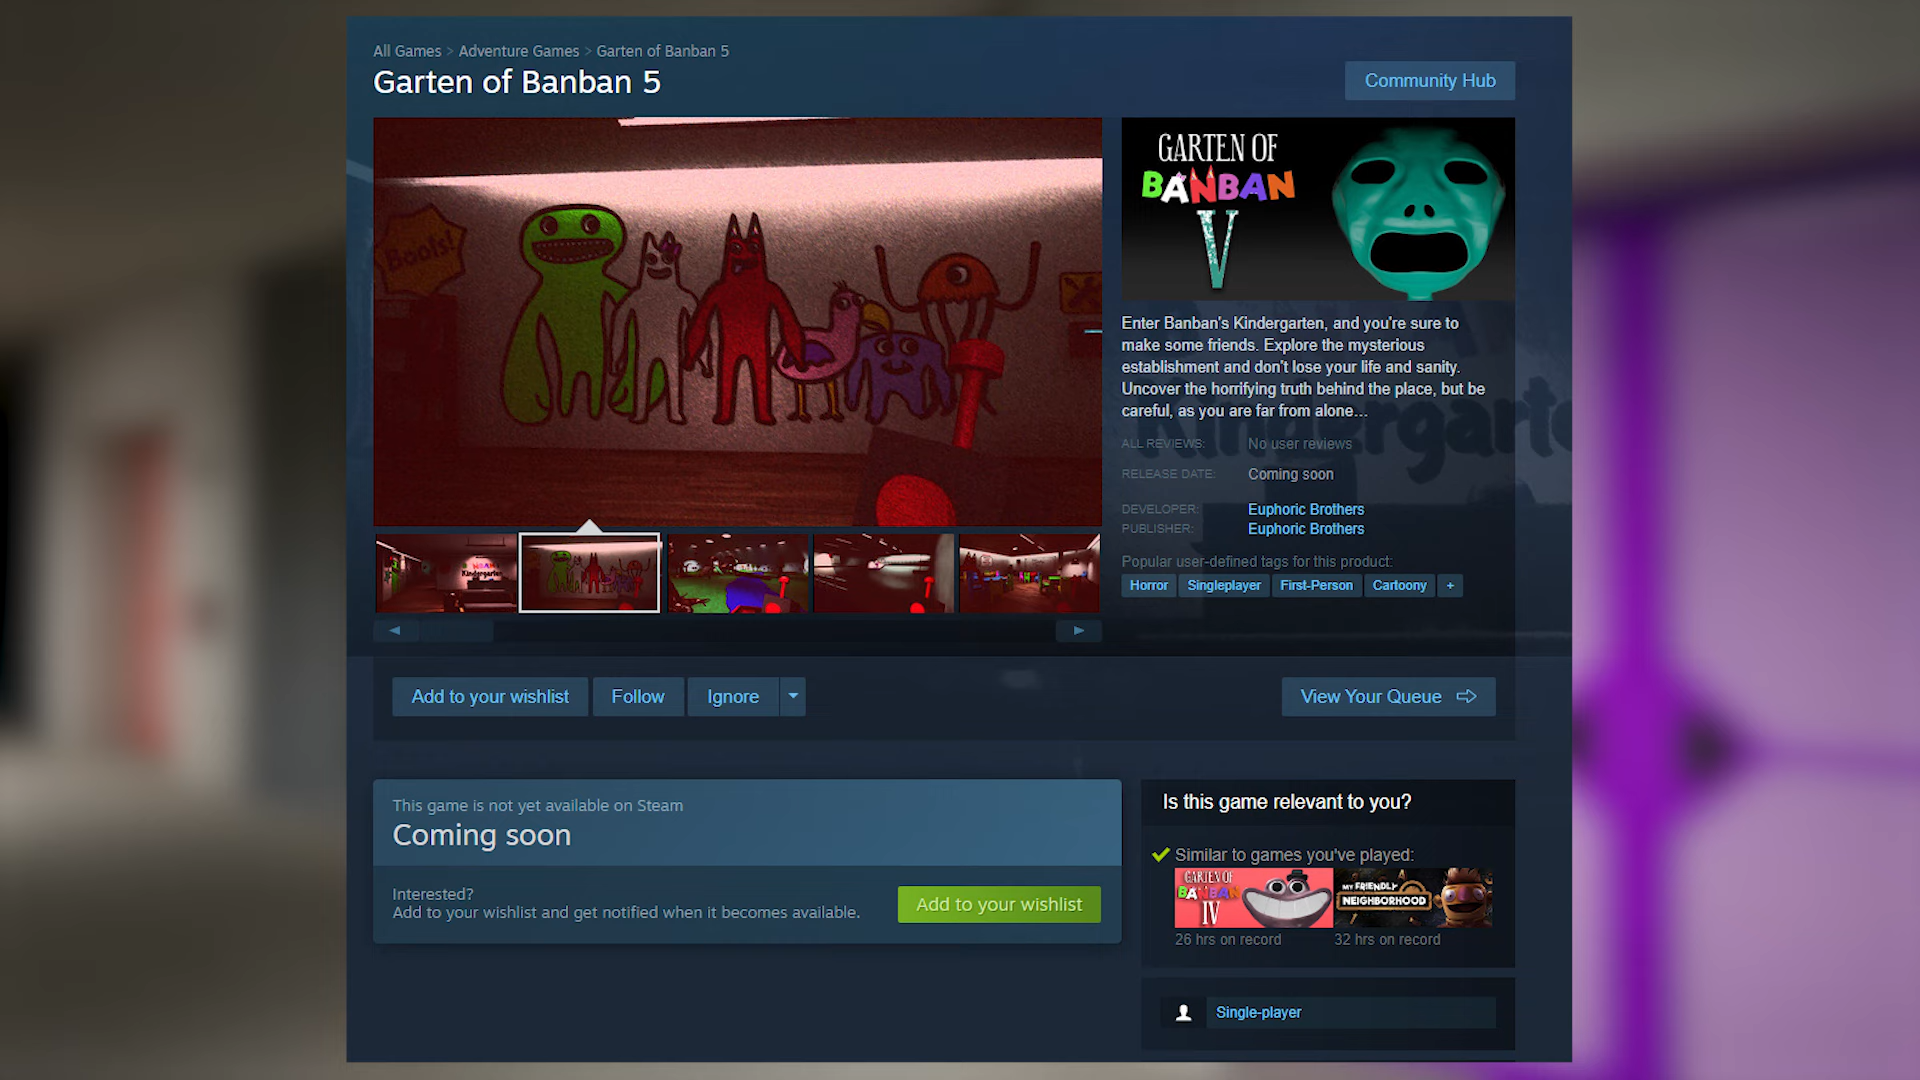 All Games > Adventure Games > Garten of Banban 5
Garten of Banban 5
Community Hub
GARTEN OF
BANBAN
V
Enter Banban's Kindergarten, and you're sure to
make some friends. Explore the mysterious
establishment and don't lose your life and sanity.
Uncover the horrifying truth behind the place, but be
careful, as you are far from alone...
Kindergarten
ALL REVIEWS: No user reviews
RELEASE DATE: Coming soon
DEVELOPER: Euphoric Brothers
PUBLISHER: Euphoric Brothers
Popular user-defined tags for this product:
Horror Singleplayer First-Person Cartoony +
Kindergarten
Add to your wishlist Follow Ignore
View Your Queue
This game is not yet available on Steam
Coming soon
Interested?
Add to your wishlist and get notified when it becomes available.
Add to your wishlist
Is this game relevant to you?
Similar to games you've played:
GARTEN OF
BANBAN
IV
MY FRIENDLY
NEIGHBORHOOD
26 hrs on record 32 hrs on record
Single-player